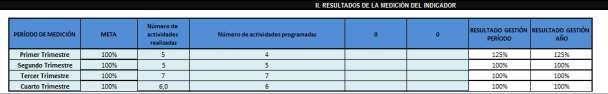 II. RESULTADOS DE LA MEDICIÓN DEL INDICADOR
PERÍODO DE MEDICIÓN META Número de actividades realizadas Número de actividades programadas 0 0 RESULTADO GESTIÓN PERÍODO RESULTADO GESTIÓN AÑO
Primer Trimestre 100% 5 4 125% 125%
Segundo Trimestre 100% 5 5 100% 100%
Tercer Trimestre 100% 7 7 100% 100%
Cuarto Trimestre 100% 6,0 6 100% 100%